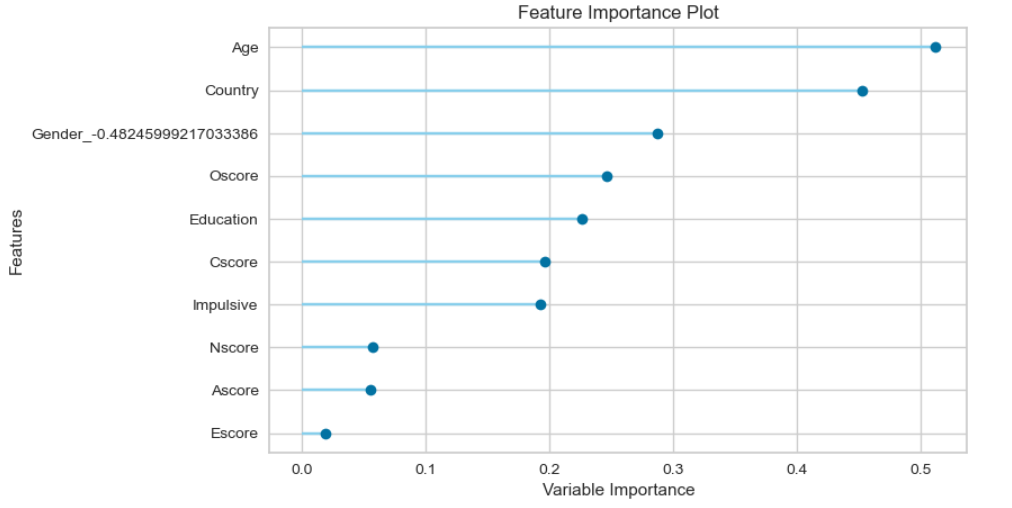 Feature Importance Plot
Features
Age
Country
Gender_-0.48245999217033386
Oscore
Education
Cscore
Impulsive
Nscore
Ascore
Escore
0.0 0.1 0.2 0.3 0.4 0.5
Variable Importance